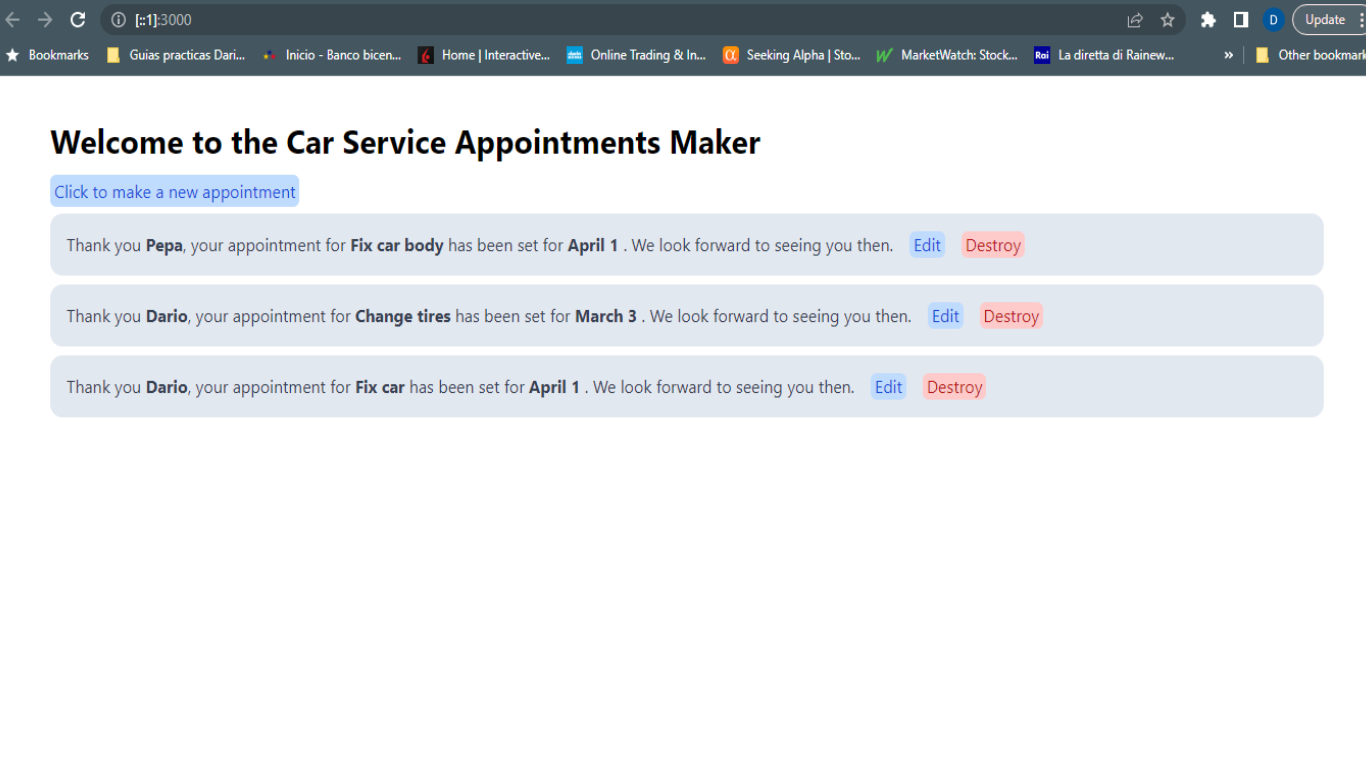 [::1]:3000
D
Update
Bookmarks Guias practicas Dari... Inicio - Banco bicen... Home | Interactive... Online Trading & In... α Seeking Alpha | Sto... MarketWatch: Stock... Rai La diretta di Rainew... » Other bookmark
Welcome to the Car Service Appointments Maker
Click to make a new appointment
Thank you Pepa, your appointment for Fix car body has been set for April 1 . We look forward to seeing you then. Edit Destroy
Thank you Dario, your appointment for Change tires has been set for March 3 . We look forward to seeing you then. Edit Destroy
Thank you Dario, your appointment for Fix car has been set for April 1 . We look forward to seeing you then. Edit Destroy